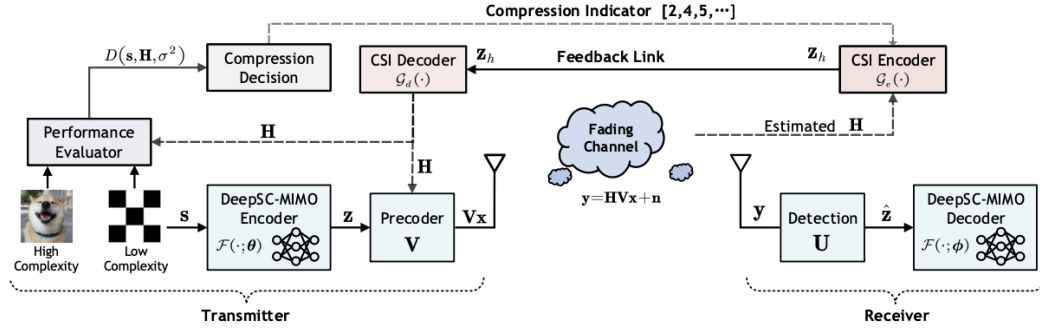 Compression Indicator [2,4,5,⋯]
D(s,H,σ²)
Compression
Decision
CSI Decoder
𝒢_d(·)
Z_h
Feedback Link
Z_h
CSI Encoder
𝒢_e(·)
Performance
Evaluator
H
H
Fading
Channel
Estimated H
y=HVx+n
High
Complexity
Low
Complexity
s
DeepSC-MIMO
Encoder
ℱ(·;θ)
z
Precoder
V
Vx
y
Detection
U
ẑ
DeepSC-MIMO
Decoder
ℱ(·;ϕ)
Transmitter
Receiver